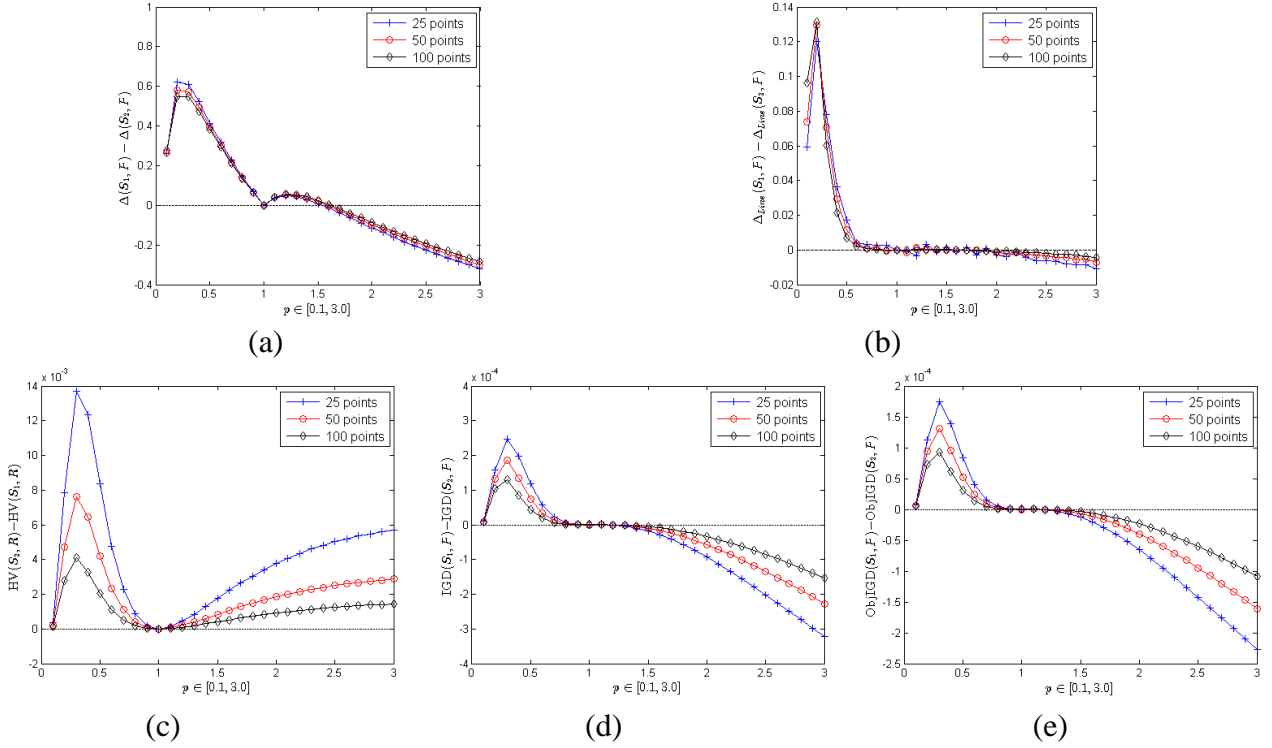 1
0.8
0.6
0.4
0.2
0
-0.2
-0.4
Δ(S₁, F) − Δ(S₂, F)
0 0.5 1 1.5 2 2.5 3
p ∈ [0.1, 3.0]
25 points
50 points
100 points
(a)
0.14
0.12
0.1
0.08
0.06
0.04
0.02
0
-0.02
Δ_Line(S₁, F) − Δ_Line(S₂, F)
0 0.5 1 1.5 2 2.5 3
p ∈ [0.1, 3.0]
25 points
50 points
100 points
(b)
x 10⁻³
14
12
10
8
6
4
2
0
-2
HV(S₂, R)−HV(S₁, R)
0 0.5 1 1.5 2 2.5 3
p ∈ [0.1, 3.0]
25 points
50 points
100 points
(c)
x 10⁻⁴
4
2
0
-2
-4
IGD(S₁, F)−IGD(S₂, F)
0 0.5 1 1.5 2 2.5 3
p ∈ [0.1, 3.0]
25 points
50 points
100 points
(d)
x 10⁻⁴
2
1.5
1
0.5
0
-0.5
-1
-1.5
-2
-2.5
ObjIGD(S₁, F)−ObjIGD(S₂, F)
0 0.5 1 1.5 2 2.5 3
p ∈ [0.1, 3.0]
25 points
50 points
100 points
(e)